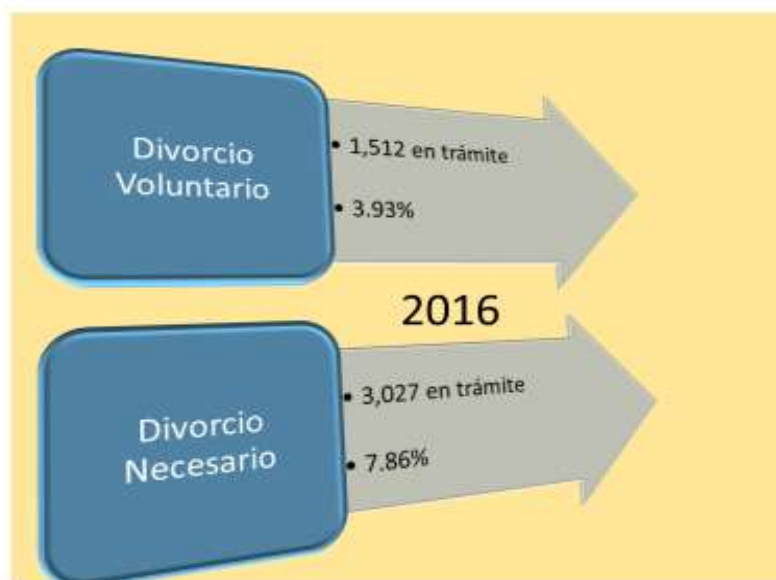 Divorcio
Voluntario
• 1,512 en trámite
• 3.93%
2016
Divorcio
Necesario
• 3,027 en trámite
• 7.86%